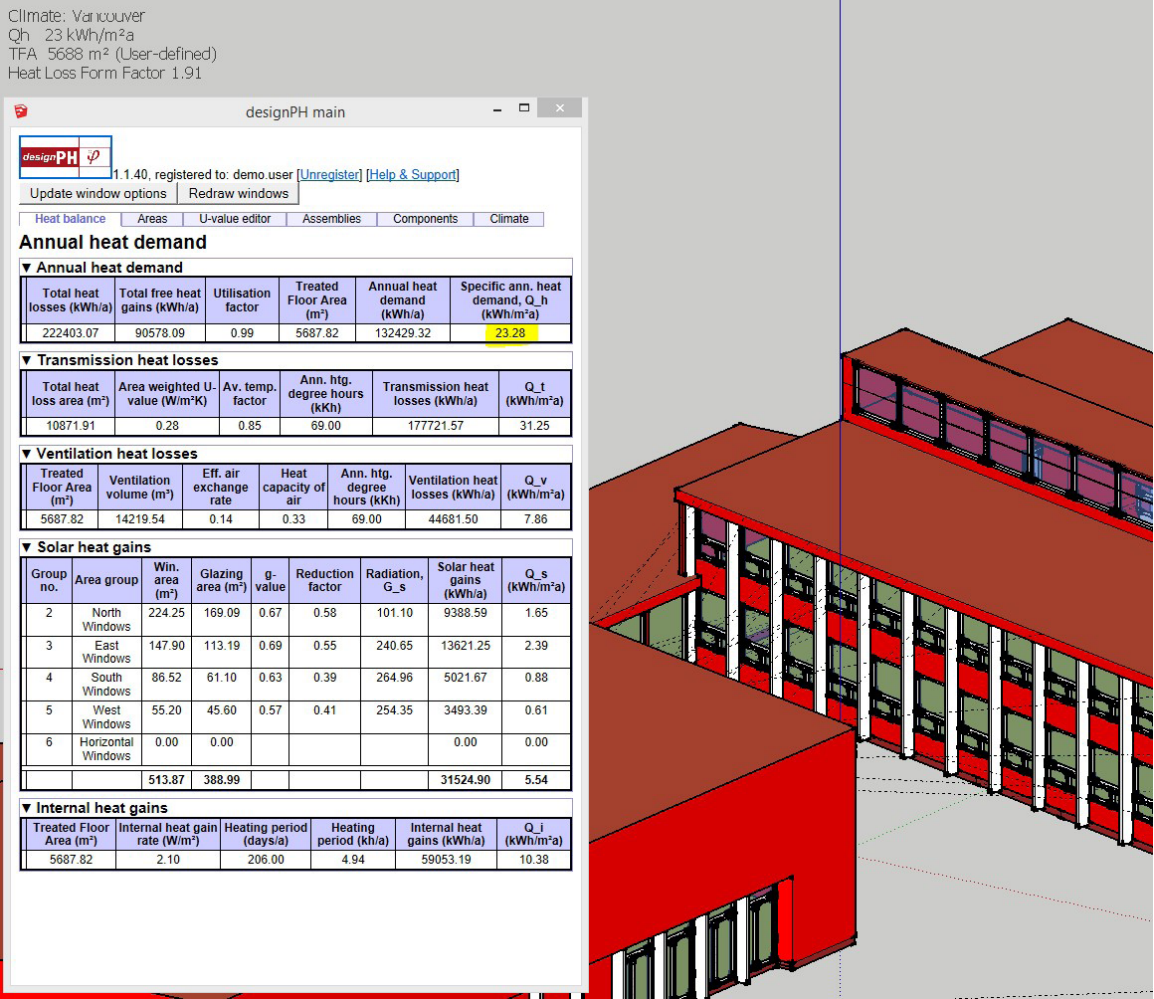 Climate: Vancouver
Qh 23 kWh/m²a
TFA 5688 m² (User-defined)
Heat Loss Form Factor 1.91
designPH main
designPH φ
1.1.40, registered to: demo.user [Unregister] [Help & Support]
Update window options Redraw windows
Heat balance Areas U-value editor Assemblies Components Climate
Annual heat demand
▼ Annual heat demand
Total heat losses (kWh/a) Total free heat gains (kWh/a) Utilisation factor Treated Floor Area (m²) Annual heat demand (kWh/a) Specific ann. heat demand, Q_h (kWh/m²a)
222403.07 90578.09 0.99 5687.82 132429.32 23.28
▼ Transmission heat losses
Total heat loss area (m²) Area weighted U-value (W/m²K) Av. temp. factor Ann. htg. degree hours (kKh) Transmission heat losses (kWh/a) Q_t (kWh/m²a)
10871.91 0.28 0.85 69.00 177721.57 31.25
▼ Ventilation heat losses
Treated Floor Area (m²) Ventilation volume (m³) Eff. air exchange rate Heat capacity of air Ann. htg. degree hours (kKh) Ventilation heat losses (kWh/a) Q_v (kWh/m²a)
5687.82 14219.54 0.14 0.33 69.00 44681.50 7.86
▼ Solar heat gains
Group no. Area group Win. area (m²) Glazing area (m²) g-value Reduction factor Radiation, G_s Solar heat gains (kWh/a) Q_s (kWh/m²a)
2 North Windows 224.25 169.09 0.67 0.58 101.10 9388.59 1.65
3 East Windows 147.90 113.19 0.69 0.55 240.65 13621.25 2.39
4 South Windows 86.52 61.10 0.63 0.39 264.96 5021.67 0.88
5 West Windows 55.20 45.60 0.57 0.41 254.35 3493.39 0.61
6 Horizontal Windows 0.00 0.00 0.00 0.00
513.87 388.99 31524.90 5.54
▼ Internal heat gains
Treated Floor Area (m²) Internal heat gain rate (W/m²) Heating period (days/a) Heating period (kh/a) Internal heat gains (kWh/a) Q_i (kWh/m²a)
5687.82 2.10 206.00 4.94 59053.19 10.38